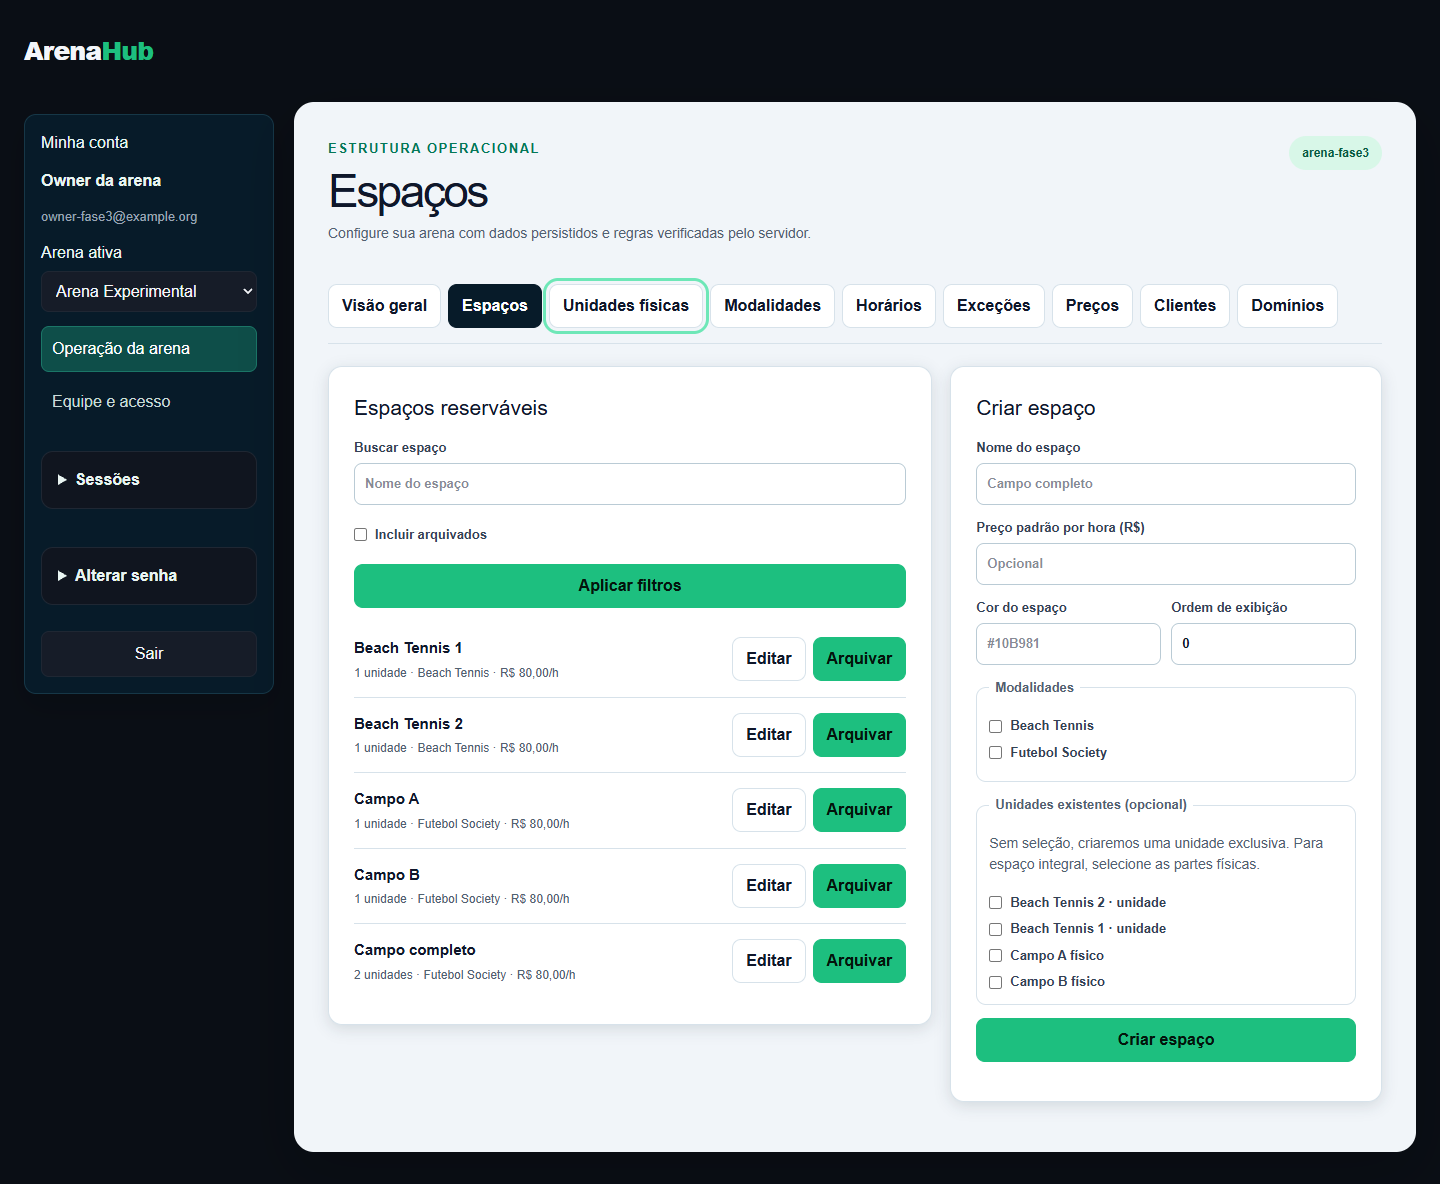 ArenaHub
Minha conta
Owner da arena
owner-fase3@example.org
Arena ativa
Arena Experimental
Operação da arena
Equipe e acesso
Sessões
Alterar senha
Sair
ESTRUTURA OPERACIONAL
arena-fase3
Espaços
Configure sua arena com dados persistidos e regras verificadas pelo servidor.
Visão geral Espaços Unidades físicas Modalidades Horários Exceções Preços Clientes Domínios
Espaços reserváveis
Buscar espaço
Nome do espaço
Incluir arquivados
Aplicar filtros
Beach Tennis 1
1 unidade · Beach Tennis · R$ 80,00/h
Editar Arquivar
Beach Tennis 2
1 unidade · Beach Tennis · R$ 80,00/h
Editar Arquivar
Campo A
1 unidade · Futebol Society · R$ 80,00/h
Editar Arquivar
Campo B
1 unidade · Futebol Society · R$ 80,00/h
Editar Arquivar
Campo completo
2 unidades · Futebol Society · R$ 80,00/h
Editar Arquivar
Criar espaço
Nome do espaço
Campo completo
Preço padrão por hora (R$)
Opcional
Cor do espaço Ordem de exibição
#10B981 0
Modalidades
Beach Tennis
Futebol Society
Unidades existentes (opcional)
Sem seleção, criaremos uma unidade exclusiva. Para
espaço integral, selecione as partes físicas.
Beach Tennis 2 · unidade
Beach Tennis 1 · unidade
Campo A físico
Campo B físico
Criar espaço